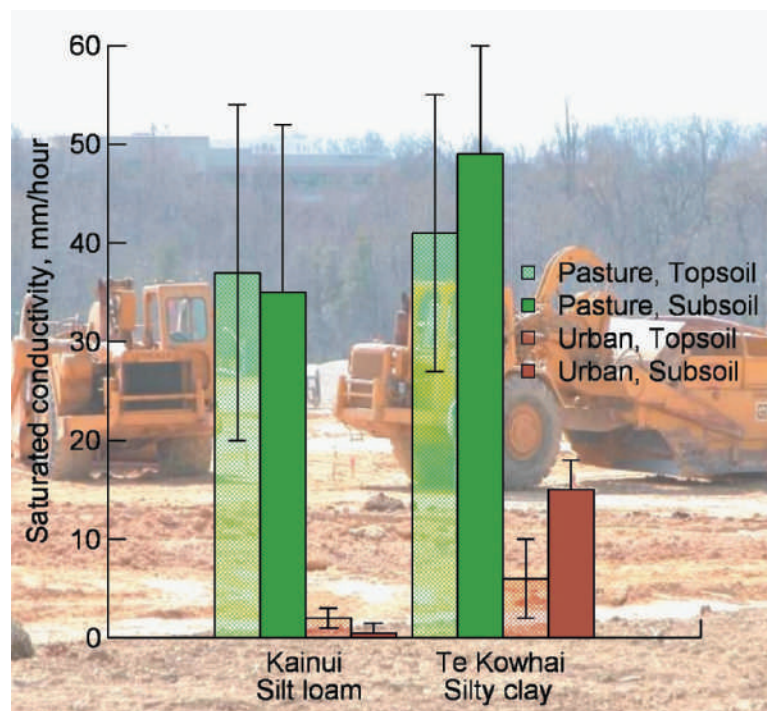 Saturated conductivity, mm/hour
60
50
40
30
20
10
0
Pasture, Topsoil
Pasture, Subsoil
Urban, Topsoil
Urban, Subsoil
Kainui
Silt loam
Te Kowhai
Silty clay